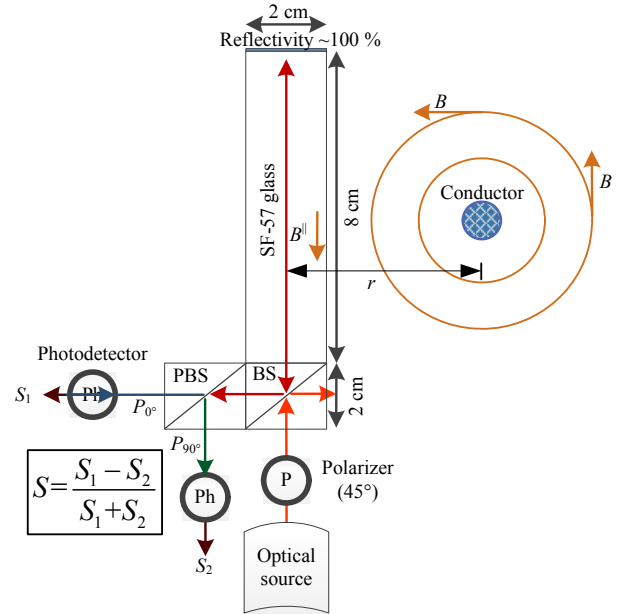 2 cm
Reflectivity ~100 %
SF-57 glass
B∥
8 cm
r
B
B
Conductor
Photodetector
PBS
BS
2 cm
S₁
Ph
P₀°
P₉₀°
S = (S₁ − S₂) / (S₁ + S₂)
Ph
P
Polarizer
(45°)
S₂
Optical
source